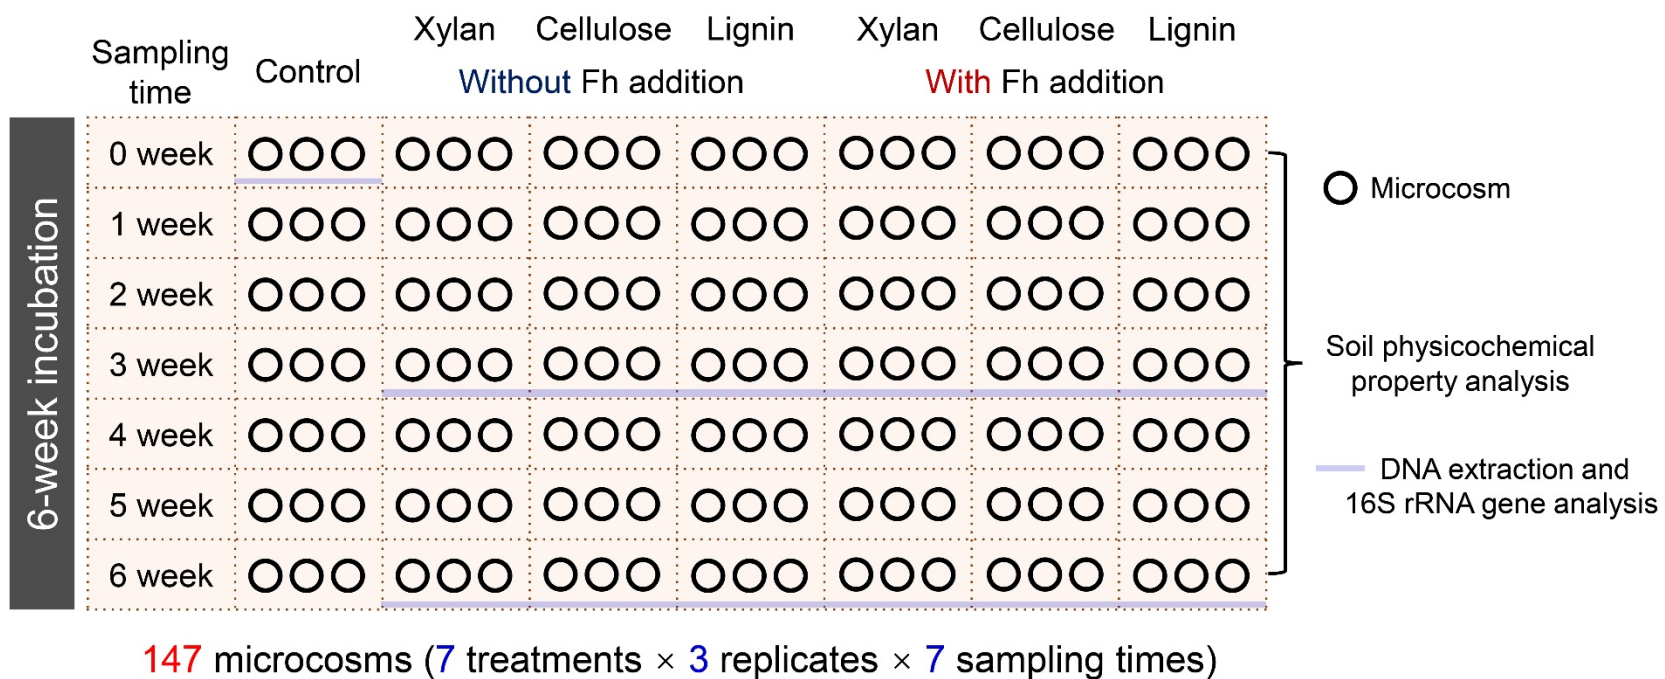 Xylan Cellulose Lignin Xylan Cellulose Lignin
Sampling
time
Control
Without Fh addition With Fh addition
6-week incubation
0 week
1 week
2 week
3 week
4 week
5 week
6 week
Microcosm
Soil physicochemical
property analysis
DNA extraction and
16S rRNA gene analysis
147 microcosms (7 treatments × 3 replicates × 7 sampling times)